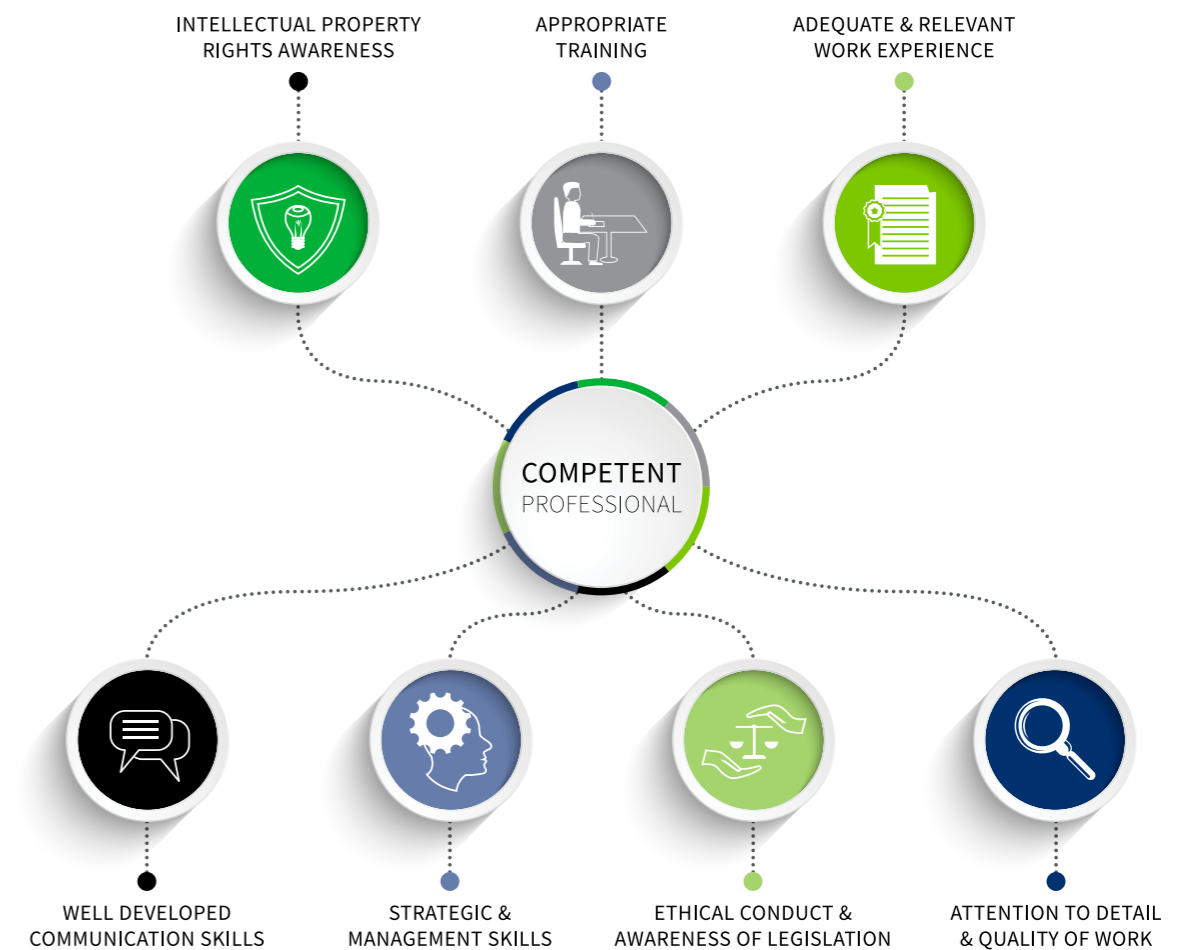 INTELLECTUAL PROPERTY
RIGHTS AWARENESS
APPROPRIATE
TRAINING
ADEQUATE & RELEVANT
WORK EXPERIENCE
COMPETENT
PROFESSIONAL
WELL DEVELOPED
COMMUNICATION SKILLS
STRATEGIC &
MANAGEMENT SKILLS
ETHICAL CONDUCT &
AWARENESS OF LEGISLATION
ATTENTION TO DETAIL
& QUALITY OF WORK